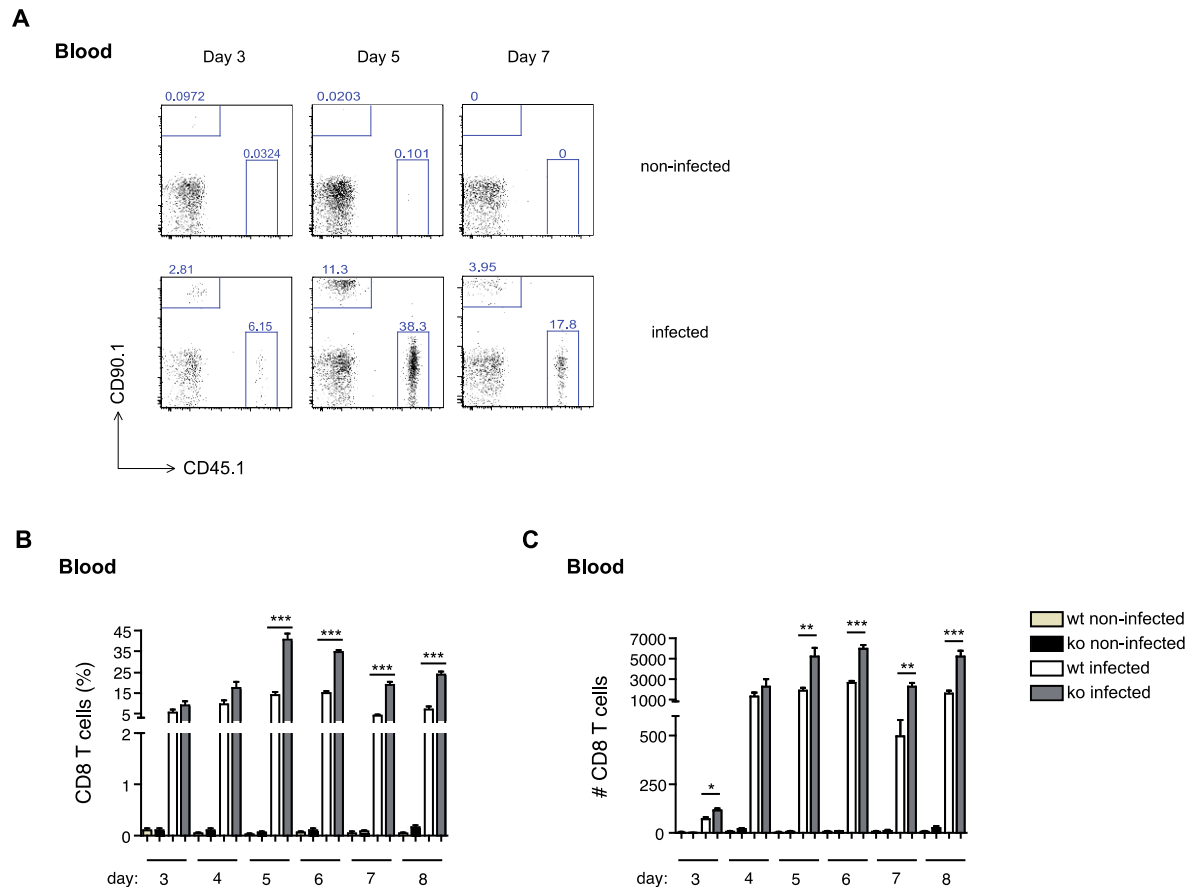 A
Blood
Day 3 Day 5 Day 7
0.0972 0.0203 0
0.0324 0.101 0
non-infected
2.81 11.3 3.95
6.15 38.3 17.8
infected
CD90.1
CD45.1
B
Blood
CD8 T cells (%)
45
35
25
15
5
2
1
0
*** *** *** ***
day: 3 4 5 6 7 8
C
Blood
# CD8 T cells
7000
5000
3000
1000
500
250
0
* ** *** ** ***
day: 3 4 5 6 7 8
wt non-infected
ko non-infected
wt infected
ko infected